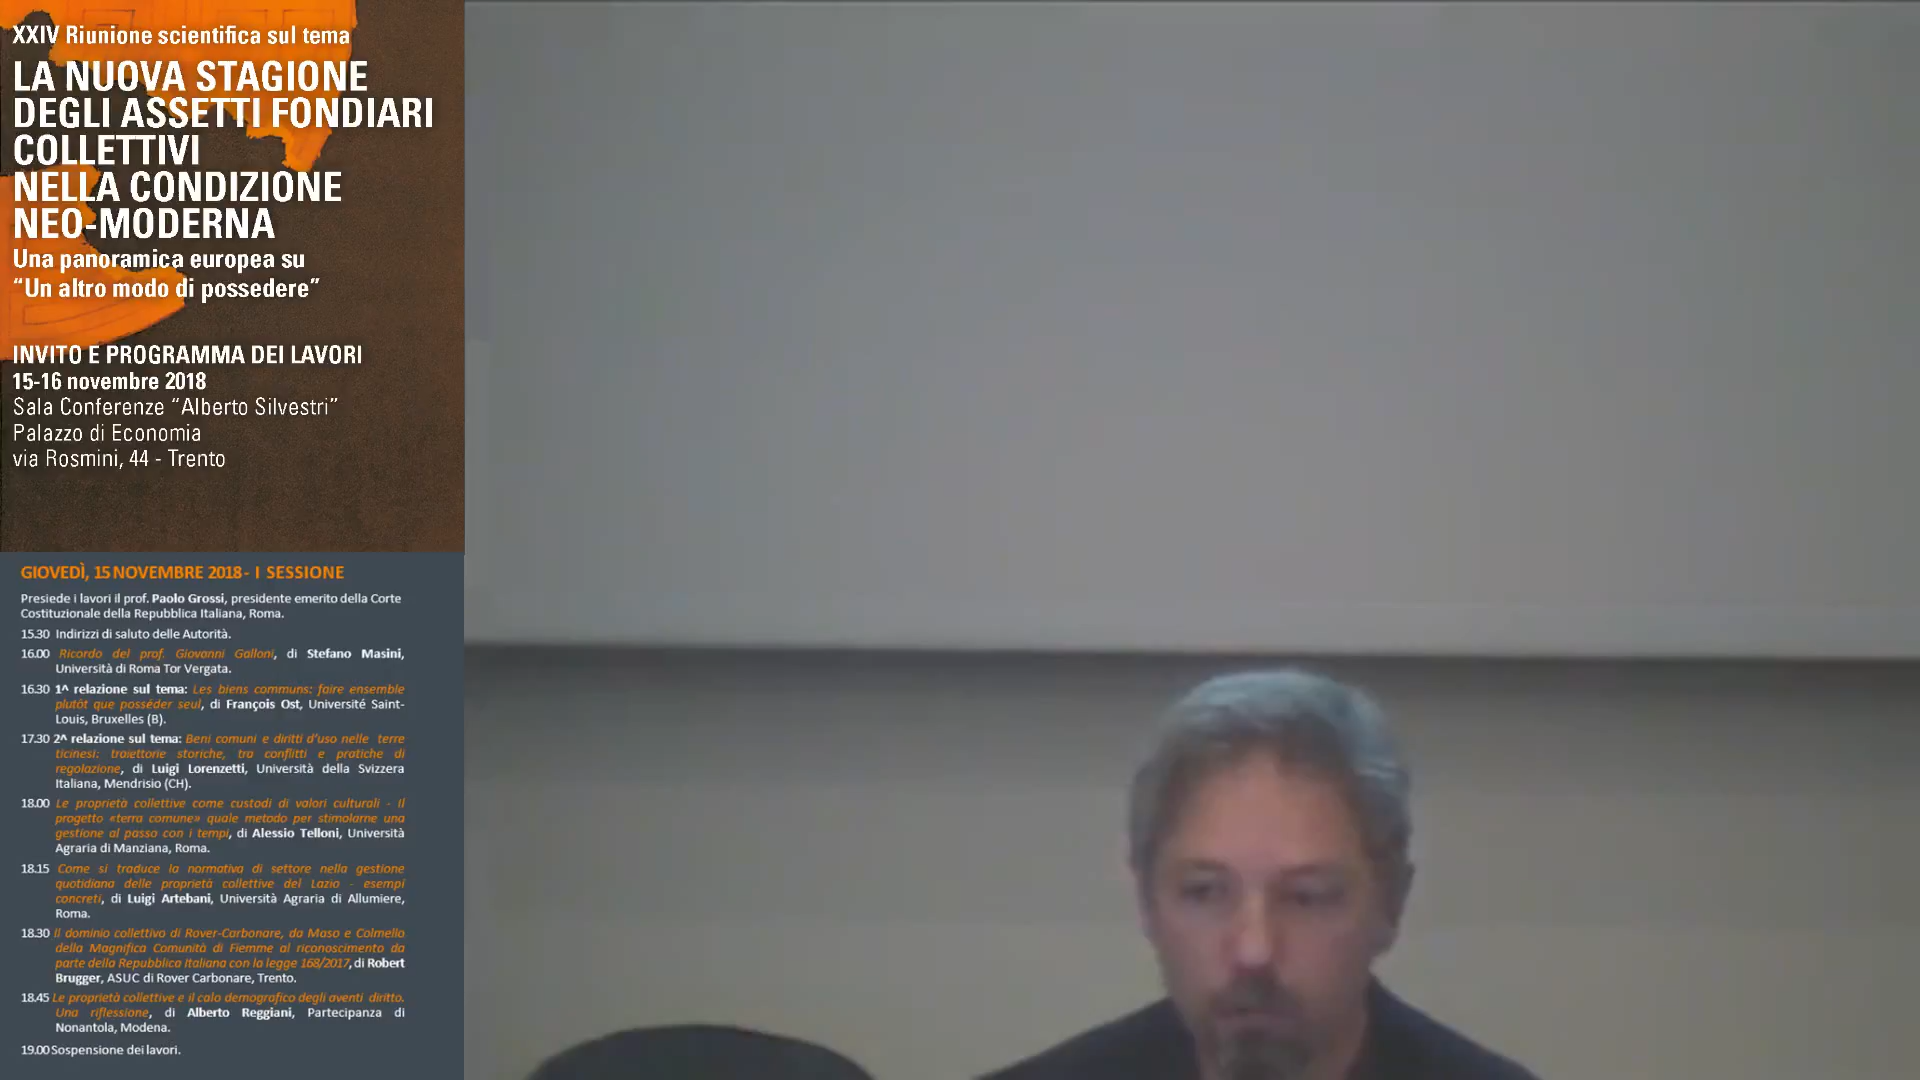 XXIV Riunione scientifica sul tema
LA NUOVA STAGIONE
DEGLI ASSETTI FONDIARI
COLLETTIVI
NELLA CONDIZIONE
NEO-MODERNA
Una panoramica europea su
“Un altro modo di possedere”
INVITO E PROGRAMMA DEI LAVORI
15-16 novembre 2018
Sala Conferenze “Alberto Silvestri”
Palazzo di Economia
via Rosmini, 44 - Trento
GIOVEDÌ, 15 NOVEMBRE 2018 - I SESSIONE
Presiede i lavori il prof. Paolo Grossi, presidente emerito della Corte
Costituzionale della Repubblica Italiana, Roma.
15.30 Indirizzi di saluto delle Autorità.
16.00 Ricordo del prof. Giovanni Galloni, di Stefano Masini,
Università di Roma Tor Vergata.
16.30 1^ relazione sul tema: Les biens communs: faire ensemble
plutôt que posséder seul, di François Ost, Université Saint-
Louis, Bruxelles (B).
17.30 2^ relazione sul tema: Beni comuni e diritti d'uso nelle terre
ticinesi: traiettorie storiche, tra conflitti e pratiche di
regolazione, di Luigi Lorenzetti, Università della Svizzera
Italiana, Mendrisio (CH).
18.00 Le proprietà collettive come custodi di valori culturali - Il
progetto «terra comune» quale metodo per stimolarne una
gestione al passo con i tempi, di Alessio Telloni, Università
Agraria di Manziana, Roma.
18.15 Come si traduce la normativa di settore nella gestione
quotidiana delle proprietà collettive del Lazio - esempi
concreti, di Luigi Artebani, Università Agraria di Allumiere,
Roma.
18.30 Il dominio collettivo di Rover-Carbonare, da Maso e Colmello
della Magnifica Comunità di Fiemme al riconoscimento da
parte della Repubblica Italiana con la legge 168/2017, di Robert
Brugger, ASUC di Rover Carbonare, Trento.
18.45 Le proprietà collettive e il calo demografico degli aventi diritto.
Una riflessione, di Alberto Reggiani, Partecipanza di
Nonantola, Modena.
19.00 Sospensione dei lavori.